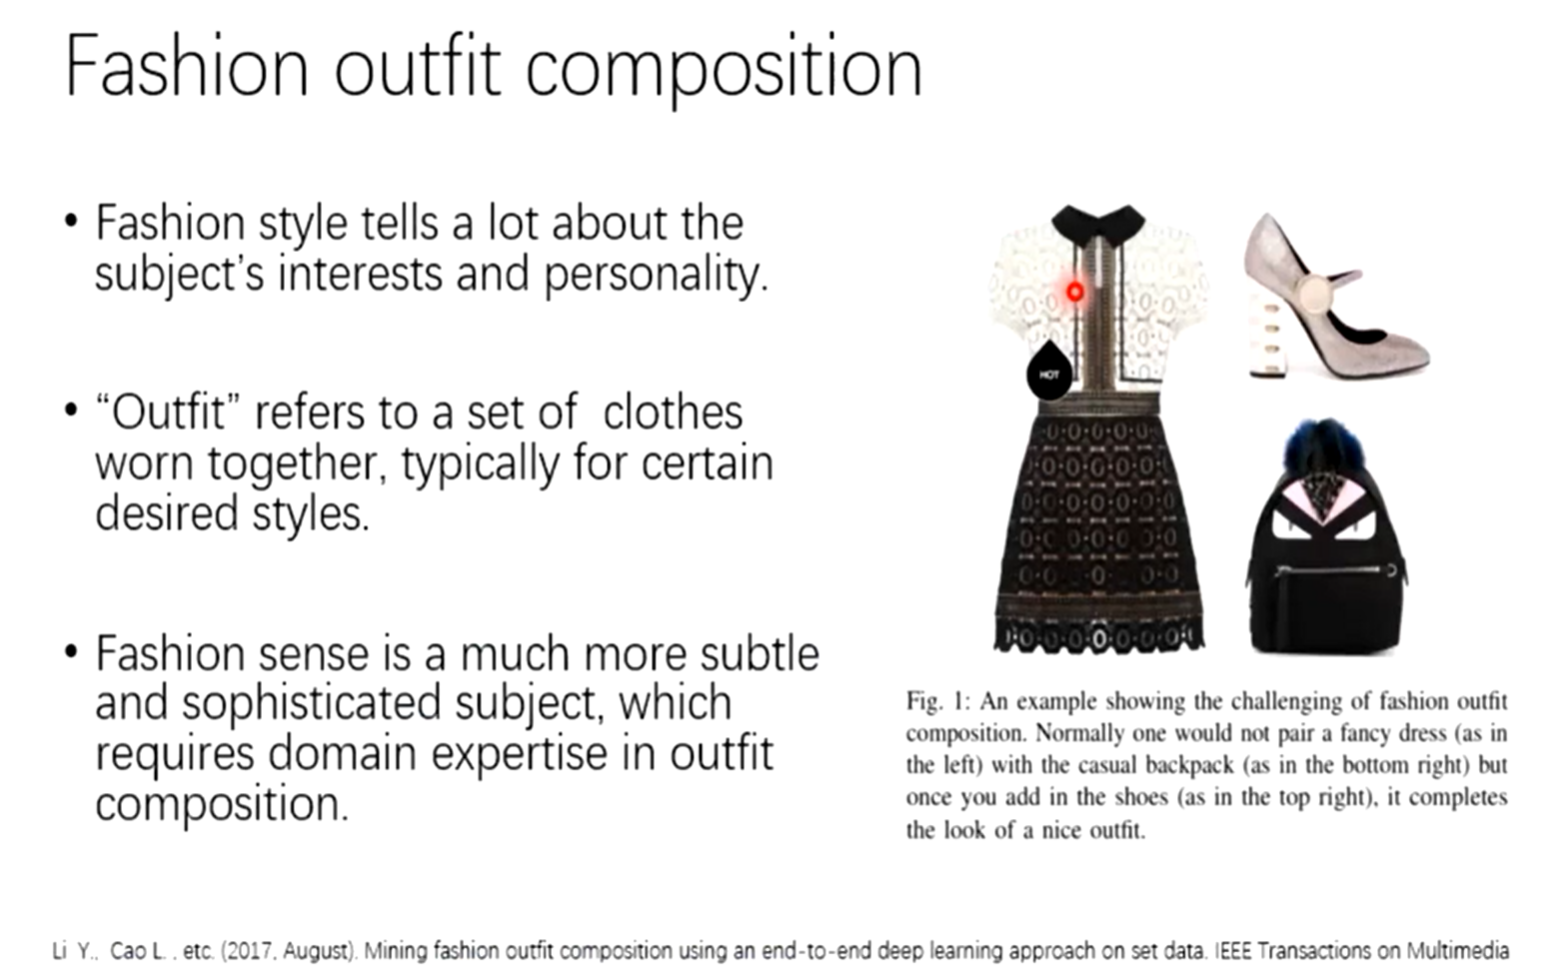 Fashion outfit composition
• Fashion style tells a lot about the
subject's interests and personality.
• “Outfit” refers to a set of clothes
worn together, typically for certain
desired styles.
• Fashion sense is a much more subtle
and sophisticated subject, which
requires domain expertise in outfit
composition.
HOT
Fig. 1: An example showing the challenging of fashion outfit
composition. Normally one would not pair a fancy dress (as in
the left) with the casual backpack (as in the bottom right) but
once you add in the shoes (as in the top right), it completes
the look of a nice outfit.
Li Y., Cao L. . etc. (2017, August). Mining fashion outfit composition using an end-to-end deep learning approach on set data. IEEE Transactions on Multimedia